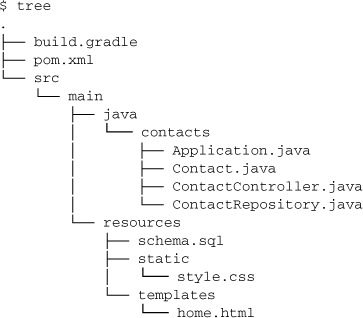 $ tree
.
├── build.gradle
├── pom.xml
└── src
    └── main
        ├── java
        │   └── contacts
        │       ├── Application.java
        │       ├── Contact.java
        │       ├── ContactController.java
        │       └── ContactRepository.java
        └── resources
            ├── schema.sql
            ├── static
            │   └── style.css
            └── templates
                └── home.html